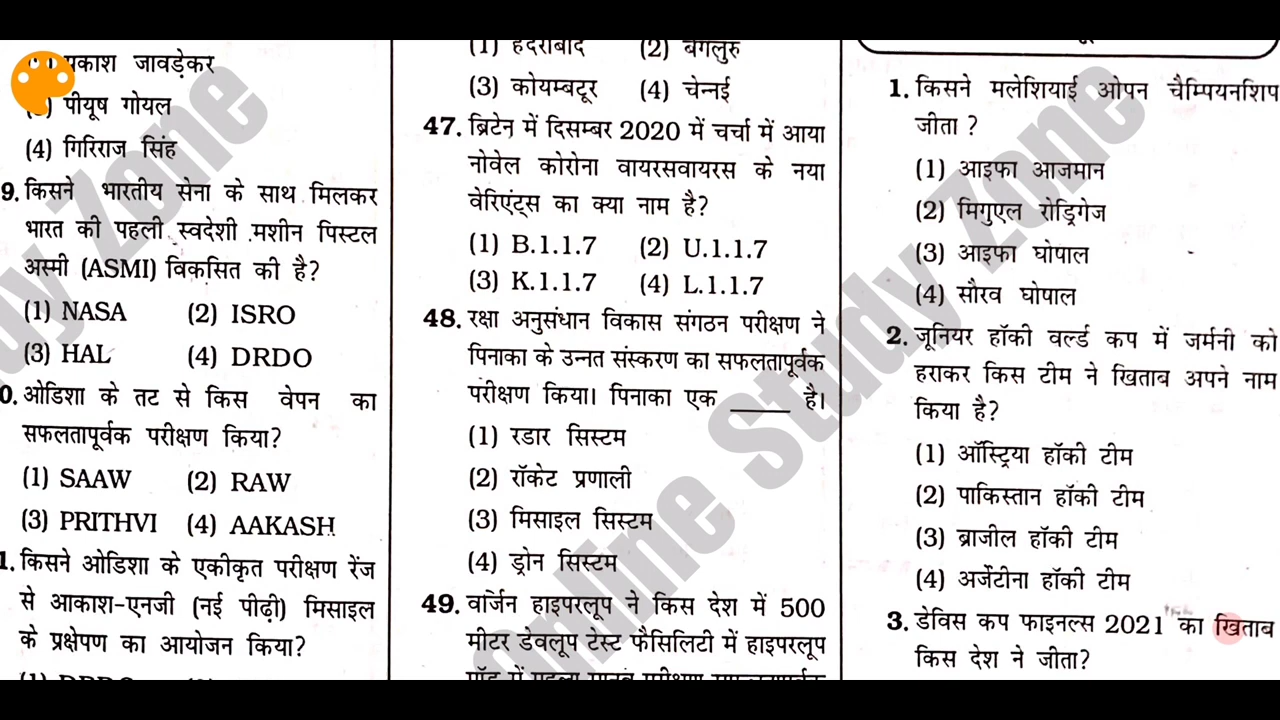 प्रकाश जावड़ेकर
पीयूष गोयल
(4) गिरिराज सिंह
9. किसने भारतीय सेना के साथ मिलकर
भारत की पहली स्वदेशी मशीन पिस्टल
अस्मी (ASMI) विकसित की है?
(1) NASA (2) ISRO
(3) HAL (4) DRDO
0. ओडिशा के तट से किस वेपन का
सफलतापूर्वक परीक्षण किया?
(1) SAAW (2) RAW
(3) PRITHVI (4) AAKASH
1. किसने ओडिशा के एकीकृत परीक्षण रेंज
से आकाश-एनजी (नई पीढ़ी) मिसाइल
के प्रक्षेपण का आयोजन किया?
(1) हैदराबाद (2) बेंगलुरु
(3) कोयम्बटूर (4) चेन्नई
47. ब्रिटेन में दिसम्बर 2020 में चर्चा में आया
नोवेल कोरोना वायरसवायरस के नया
वेरिएंट्स का क्या नाम है?
(1) B.1.1.7 (2) U.1.1.7
(3) K.1.1.7 (4) L.1.1.7
48. रक्षा अनुसंधान विकास संगठन परीक्षण ने
पिनाका के उन्नत संस्करण का सफलतापूर्वक
परीक्षण किया। पिनाका एक ____ है।
(1) रडार सिस्टम
(2) रॉकेट प्रणाली
(3) मिसाइल सिस्टम
(4) ड्रोन सिस्टम
49. वार्जिन हाइपरलूप ने किस देश में 500
मीटर डेवलूप टेस्ट फैसिलिटी में हाइपरलूप
1. किसने मलेशियाई ओपन चैम्पियनशिप
जीता ?
(1) आइफा आजमान
(2) मिगुएल रोड्रिगेज
(3) आइफा घोपाल
(4) सौरव घोपाल
2. जूनियर हॉकी वर्ल्ड कप में जर्मनी को
हराकर किस टीम ने खिताब अपने नाम
किया है?
(1) ऑस्ट्रिया हॉकी टीम
(2) पाकिस्तान हॉकी टीम
(3) ब्राजील हॉकी टीम
(4) अर्जेंटीना हॉकी टीम
3. डेविस कप फाइनल्स 2021 का खिताब
किस देश ने जीता?
Online Study Zone